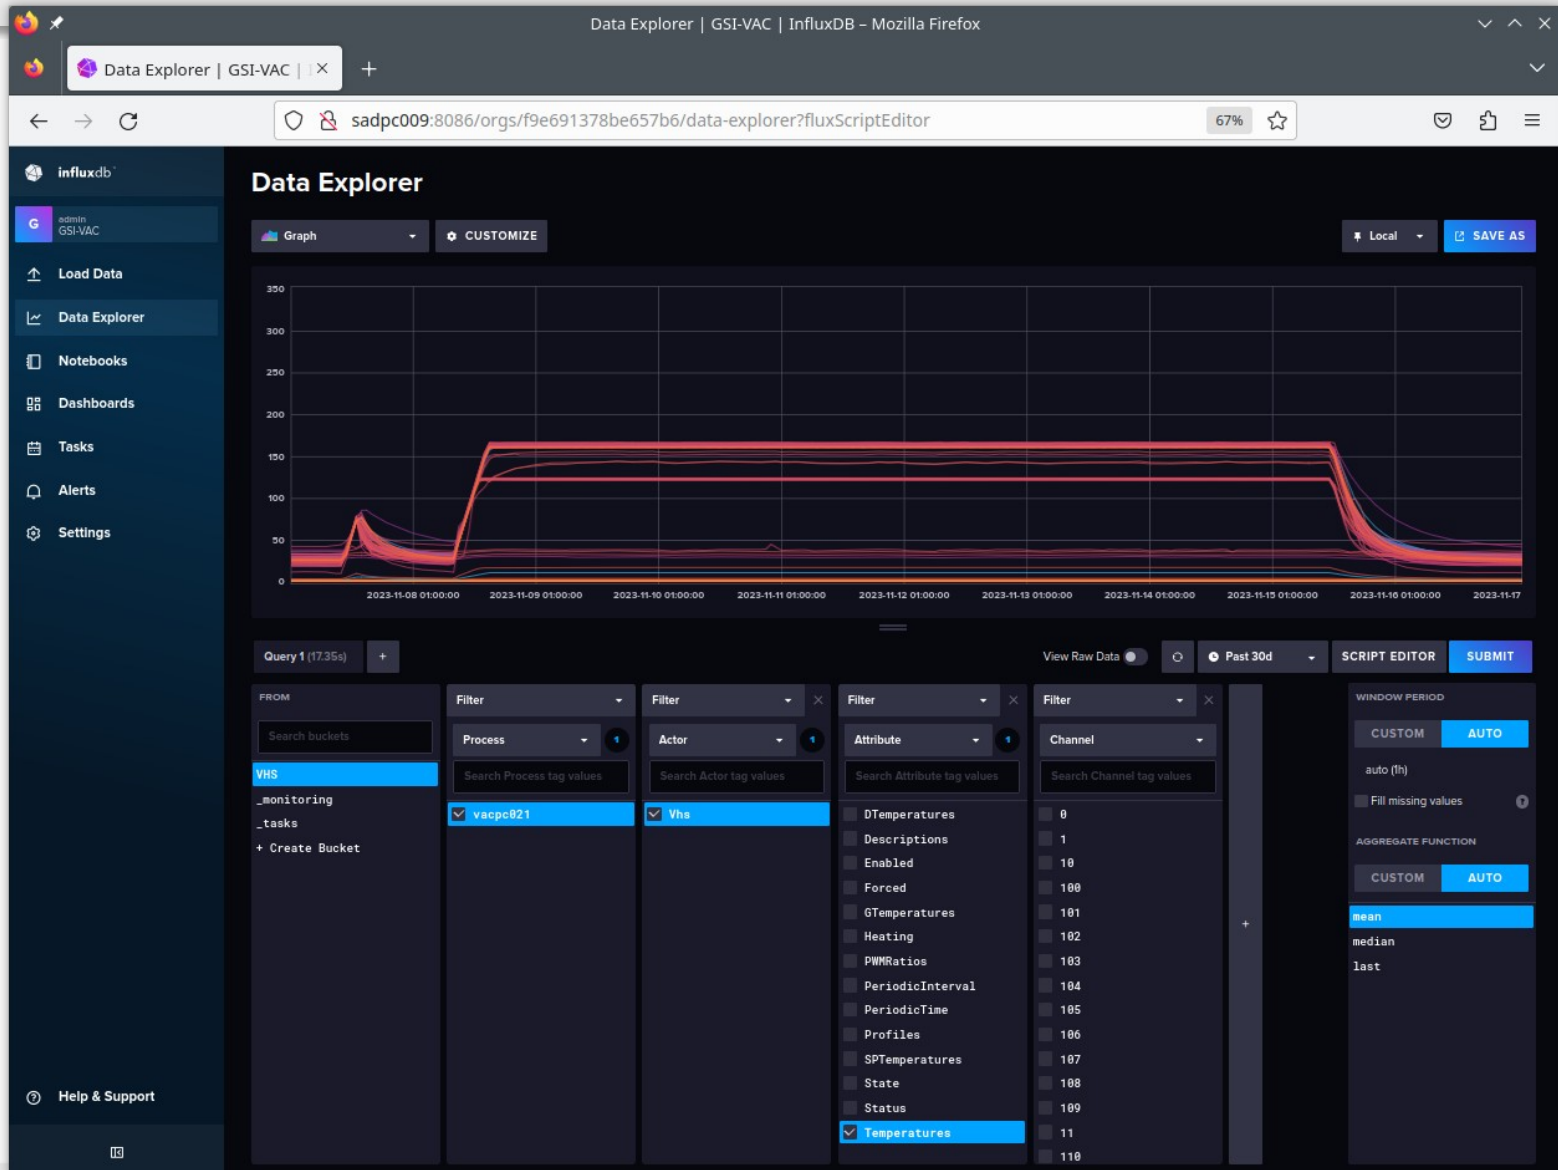 Data Explorer | GSI-VAC | InfluxDB – Mozilla Firefox
Data Explorer | GSI-VAC |
sadpc009:8086/orgs/f9e691378be657b6/data-explorer?fluxScriptEditor
67%
influxdb
G
admin
GSI-VAC
Load Data
Data Explorer
Notebooks
Dashboards
Tasks
Alerts
Settings
Help & Support
Data Explorer
Graph
CUSTOMIZE
Local
SAVE AS
350
300
250
200
150
100
50
0
2023-11-08 01:00:00 2023-11-09 01:00:00 2023-11-10 01:00:00 2023-11-11 01:00:00 2023-11-12 01:00:00 2023-11-13 01:00:00 2023-11-14 01:00:00 2023-11-15 01:00:00 2023-11-16 01:00:00 2023-11-17
Query 1 (17.35s)
+
View Raw Data
Past 30d
SCRIPT EDITOR
SUBMIT
FROM
Search buckets
VHS
_monitoring
_tasks
+ Create Bucket
Filter
Process
1
Search Process tag values
vacpc021
Filter
Actor
1
Search Actor tag values
Vhs
Filter
Attribute
1
Search Attribute tag values
DTemperatures
Descriptions
Enabled
Forced
GTemperatures
Heating
PWMRatios
PeriodicInterval
PeriodicTime
Profiles
SPTemperatures
State
Status
Temperatures
Filter
Channel
Search Channel tag values
0
1
10
100
101
102
103
104
105
106
107
108
109
11
110
+
WINDOW PERIOD
CUSTOM
AUTO
auto (1h)
Fill missing values
?
AGGREGATE FUNCTION
CUSTOM
AUTO
mean
median
last